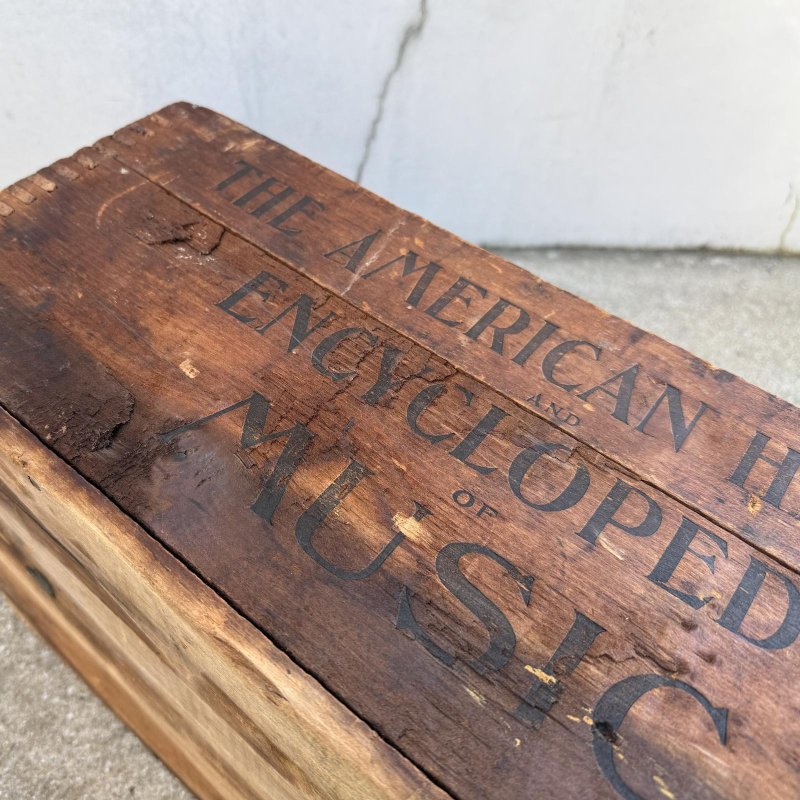 THE AMERICAN H
AND
ENCYCLOPED
OF
MUSIC